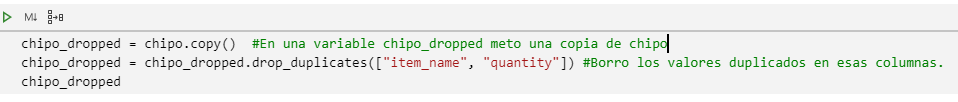 M↓
chipo_dropped = chipo.copy()  #En una variable chipo_dropped meto una copia de chipo
chipo_dropped = chipo_dropped.drop_duplicates(["item_name", "quantity"]) #Borro los valores duplicados en esas columnas.
chipo_dropped